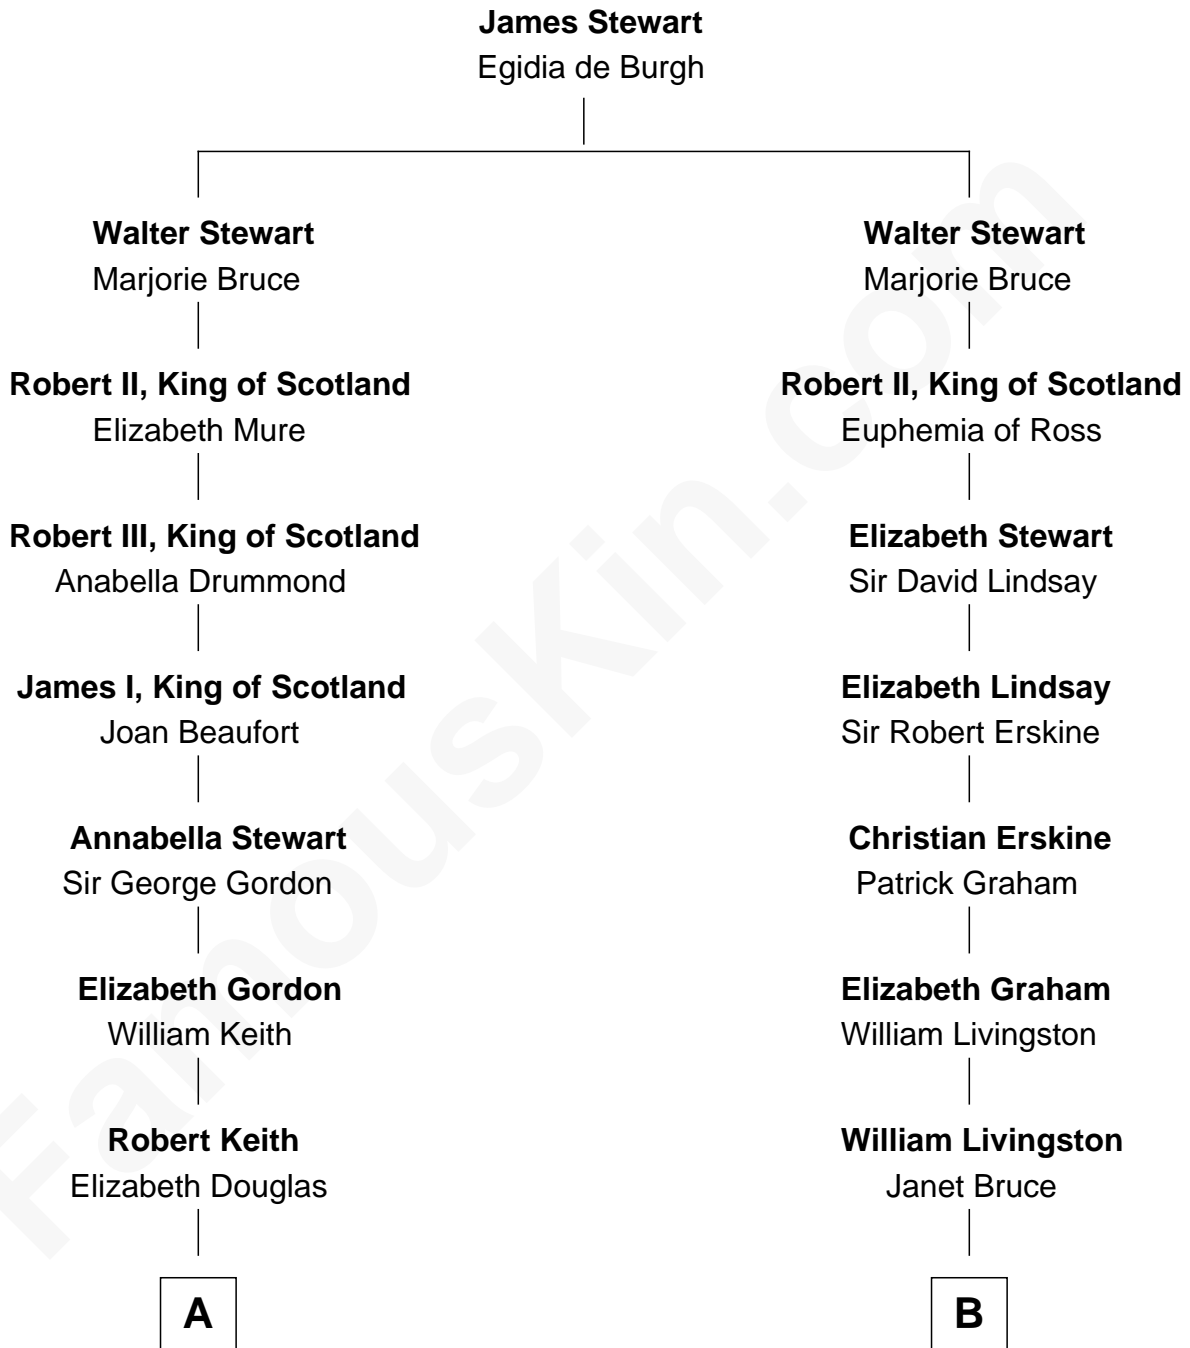 James Stewart
Egidia de Burgh
Walter Stewart
Marjorie Bruce
Walter Stewart
Marjorie Bruce
Robert II, King of Scotland
Elizabeth Mure
Robert II, King of Scotland
Euphemia of Ross
Robert III, King of Scotland
Anabella Drummond
Elizabeth Stewart
Sir David Lindsay
James I, King of Scotland
Joan Beaufort
Elizabeth Lindsay
Sir Robert Erskine
Annabella Stewart
Sir George Gordon
Christian Erskine
Patrick Graham
Elizabeth Gordon
William Keith
Elizabeth Graham
William Livingston
Robert Keith
Elizabeth Douglas
William Livingston
Janet Bruce
A
B
FamousKin.com